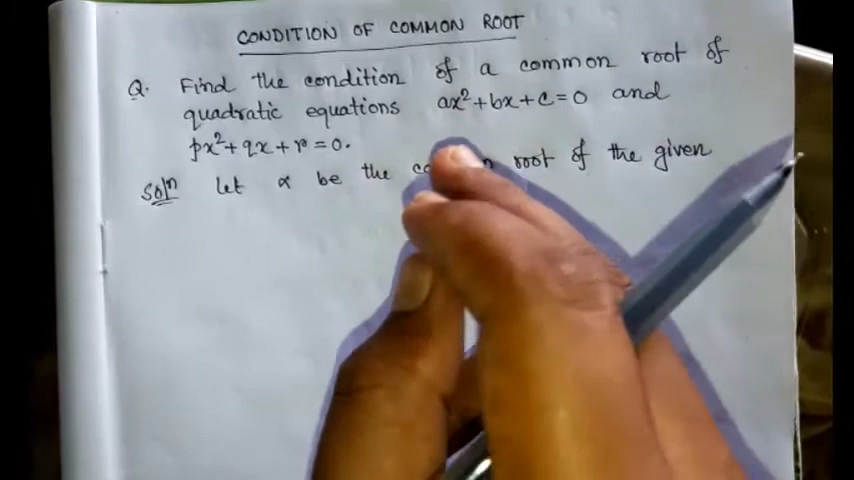 CONDITION OF COMMON ROOT
Q. Find the condition of a common root of
quadratic equations ax²+bx+c=0 and
px²+qx+r=0.
Solⁿ let α be the root of the given